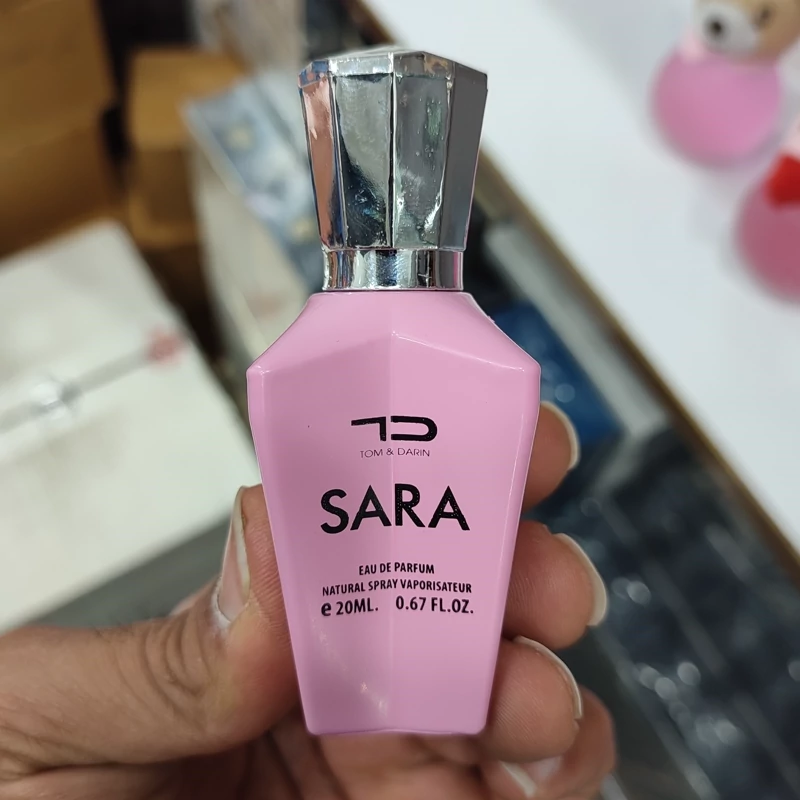 TD
TOM & DARIN
SARA
EAU DE PARFUM
NATURAL SPRAY VAPORISATEUR
e 20ML. 0.67 FL.OZ.